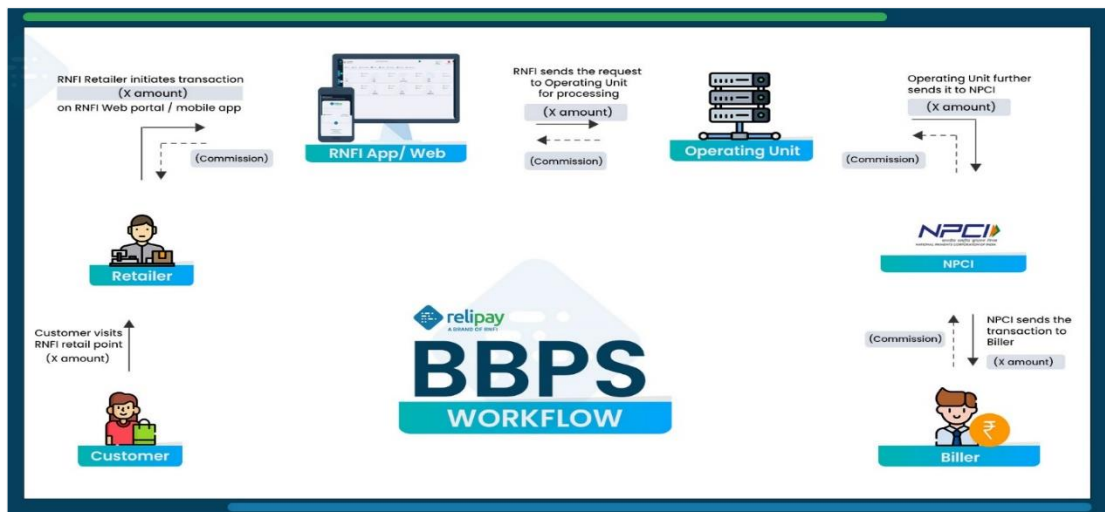 RNFI Retailer initiates transaction
(X amount)
on RNFI Web portal / mobile app
(Commission)
RNFI App/ Web
RNFI sends the request
to Operating Unit
for processing
(X amount)
(Commission)
Operating Unit
Operating Unit further
sends it to NPCI
(X amount)
(Commission)
Retailer
NPCI
NPCI
Customer visits
RNFI retail point
(X amount)
relipay
A BRAND OF RNFI
BBPS
WORKFLOW
(Commission)
NPCI sends the
transaction to
Biller
(X amount)
Customer
₹
Biller